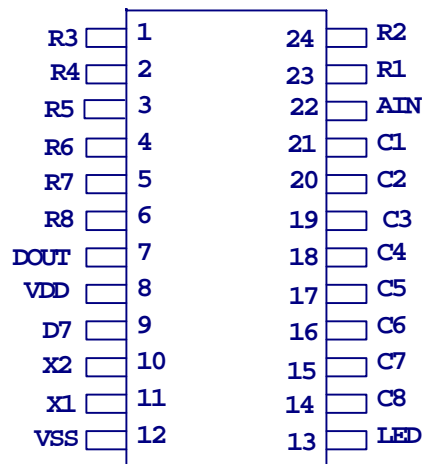 R3 1 24 R2
R4 2 23 R1
R5 3 22 AIN
R6 4 21 C1
R7 5 20 C2
R8 6 19 C3
DOUT 7 18 C4
VDD 8 17 C5
D7 9 16 C6
X2 10 15 C7
X1 11 14 C8
VSS 12 13 LED